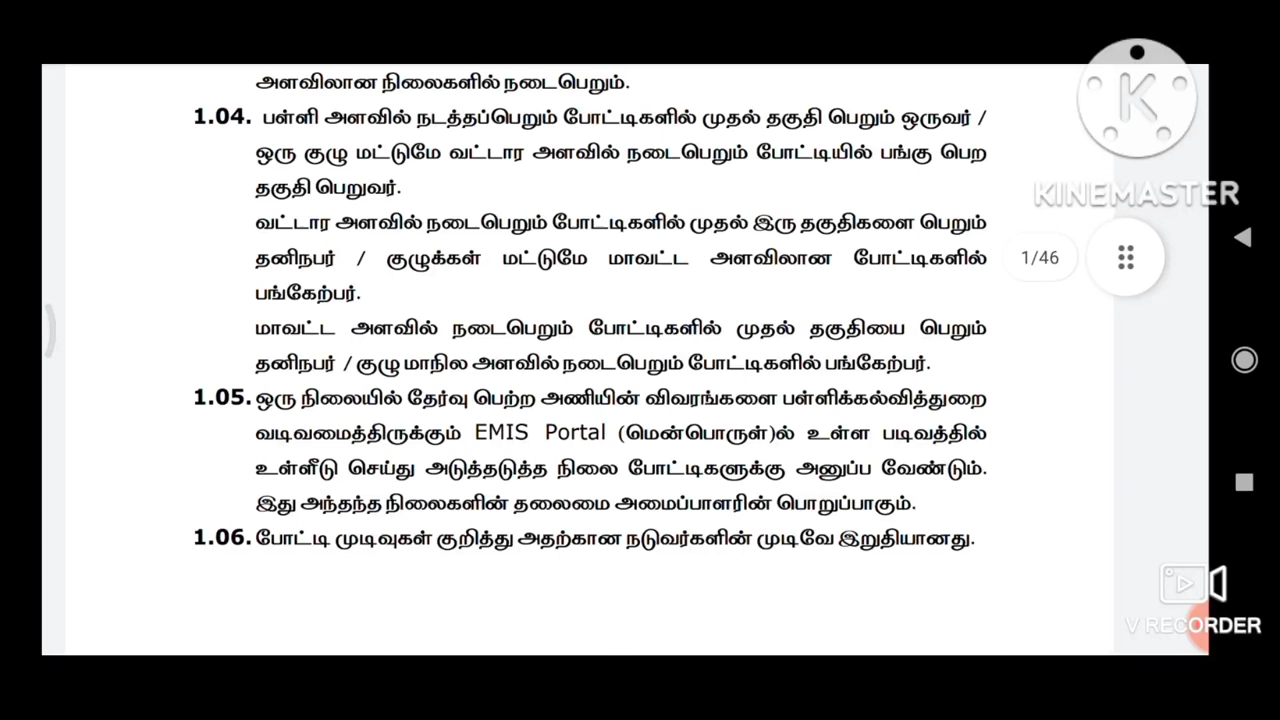 அளவிலான நிலைகளில் நடைபெறும்.
1.04. பள்ளி அளவில் நடத்தப்பெறும் போட்டிகளில் முதல் தகுதி பெறும் ஒருவர் /
ஒரு குழு மட்டுமே வட்டார அளவில் நடைபெறும் போட்டியில் பங்கு பெற
தகுதி பெறுவர்.
வட்டார அளவில் நடைபெறும் போட்டிகளில் முதல் இரு தகுதிகளை பெறும்
தனிநபர் / குழுக்கள் மட்டுமே மாவட்ட அளவிலான போட்டிகளில்
பங்கேற்பர்.
மாவட்ட அளவில் நடைபெறும் போட்டிகளில் முதல் தகுதியை பெறும்
தனிநபர் / குழு மாநில அளவில் நடைபெறும் போட்டிகளில் பங்கேற்பர்.
1.05. ஒரு நிலையில் தேர்வு பெற்ற அணியின் விவரங்களை பள்ளிக்கல்வித்துறை
வடிவமைத்திருக்கும் EMIS Portal (மென்பொருள்)ல் உள்ள படிவத்தில்
உள்ளீடு செய்து அடுத்தடுத்த நிலை போட்டிகளுக்கு அனுப்ப வேண்டும்.
இது அந்தந்த நிலைகளின் தலைமை அமைப்பாளரின் பொறுப்பாகும்.
1.06. போட்டி முடிவுகள் குறித்து அதற்கான நடுவர்களின் முடிவே இறுதியானது.
K
KINEMASTER
1/46
V RECORDER